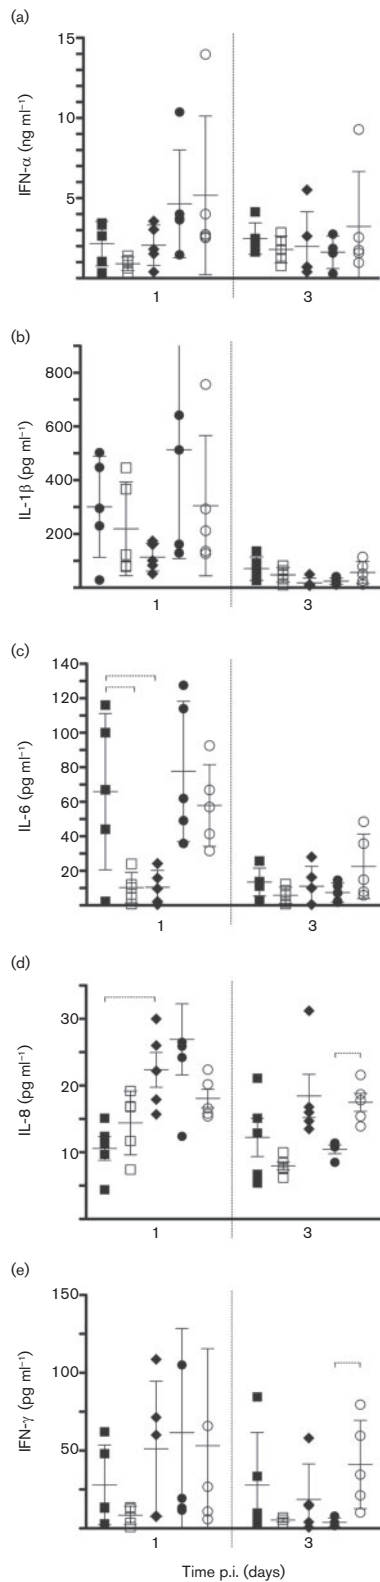 (a)
IFN-α (ng ml⁻¹)
15
10
5
1
3
(b)
IL-1β (pg ml⁻¹)
800
600
400
200
1
3
(c)
IL-6 (pg ml⁻¹)
140
120
100
80
60
40
20
1
3
(d)
IL-8 (pg ml⁻¹)
30
20
10
1
3
(e)
IFN-γ (pg ml⁻¹)
150
100
50
1
3
Time p.i. (days)